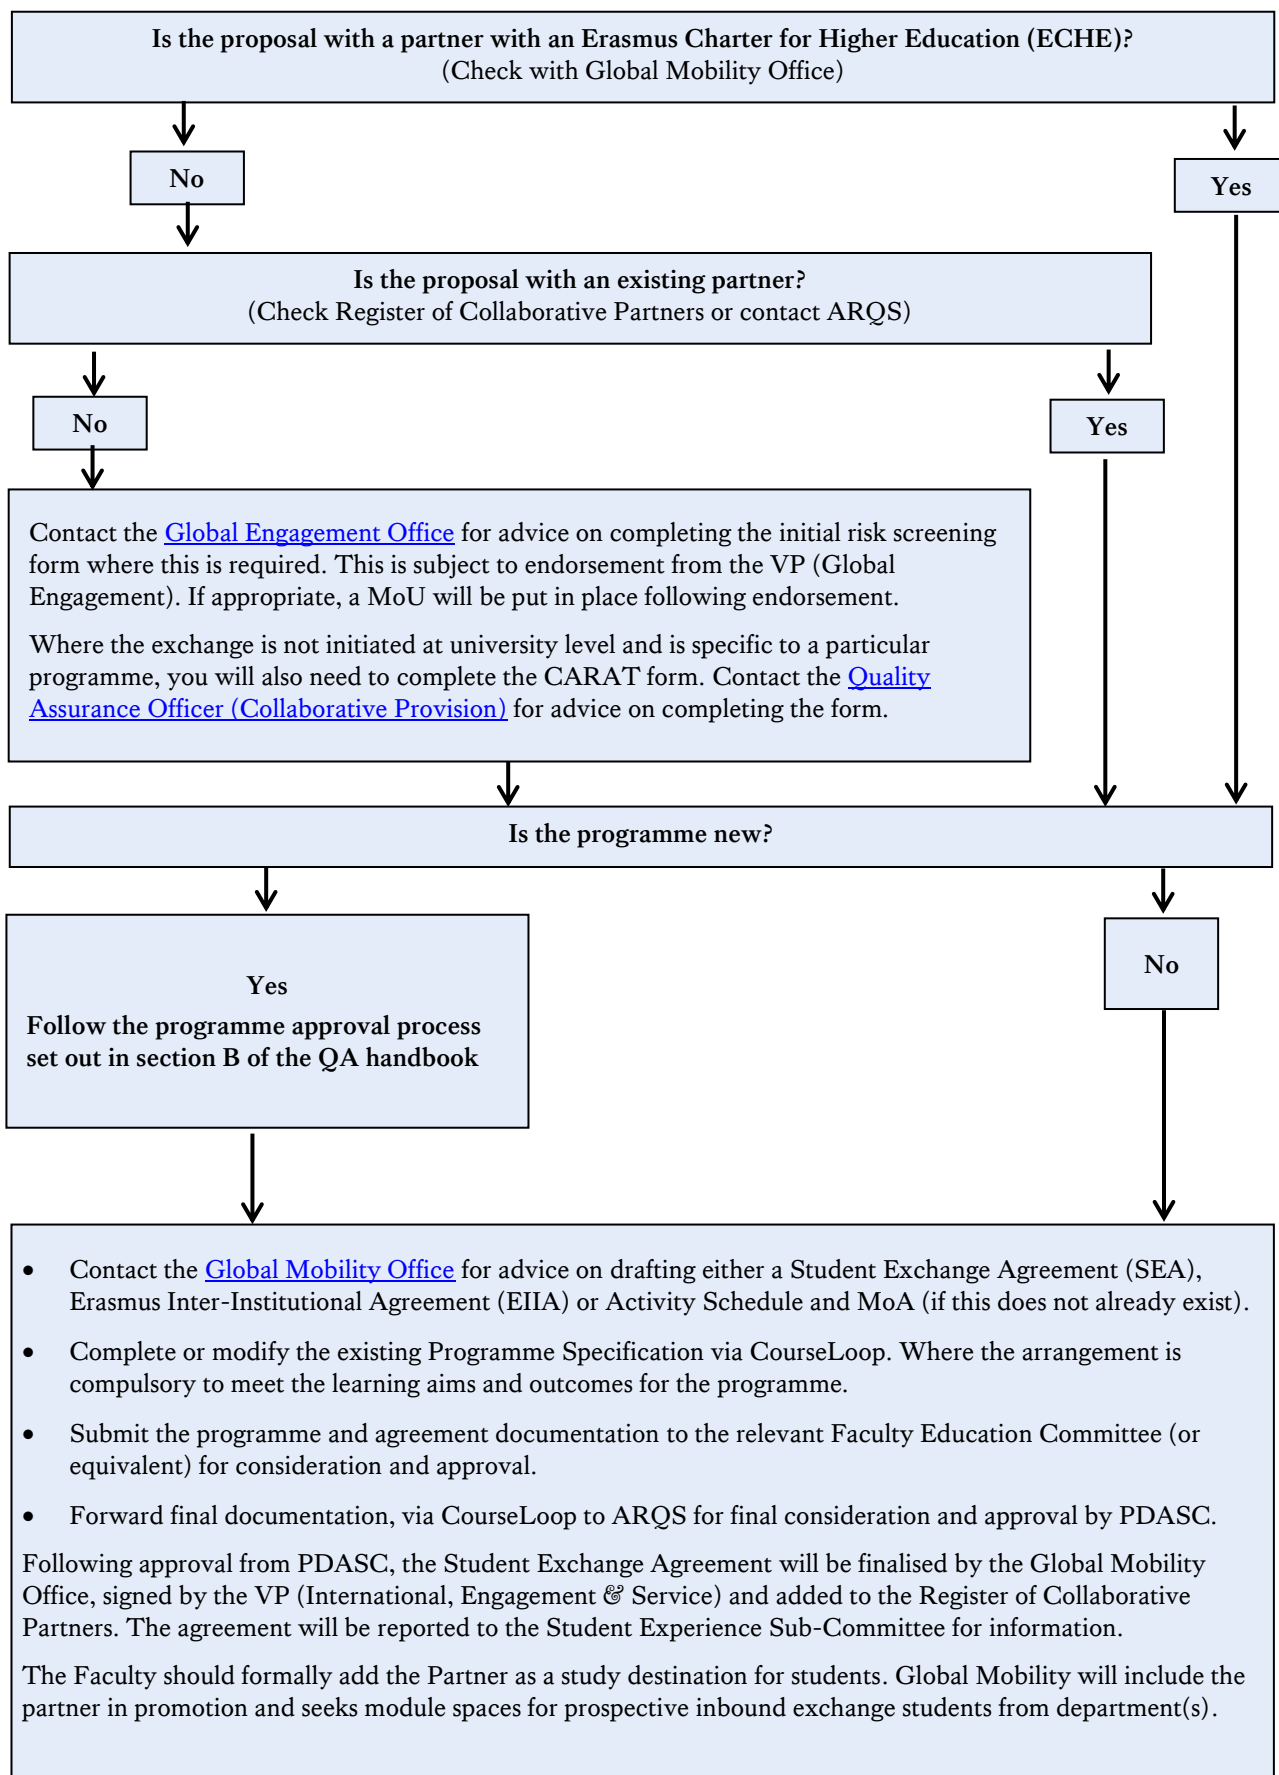 Is the proposal with a partner with an Erasmus Charter for Higher Education (ECHE)?
(Check with Global Mobility Office)
No
Yes
Is the proposal with an existing partner?
(Check Register of Collaborative Partners or contact ARQS)
No
Yes
Contact the Global Engagement Office for advice on completing the initial risk screening
form where this is required. This is subject to endorsement from the VP (Global
Engagement). If appropriate, a MoU will be put in place following endorsement.
Where the exchange is not initiated at university level and is specific to a particular
programme, you will also need to complete the CARAT form. Contact the Quality
Assurance Officer (Collaborative Provision) for advice on completing the form.
Is the programme new?
Yes
Follow the programme approval process
set out in section B of the QA handbook
No
• Contact the Global Mobility Office for advice on drafting either a Student Exchange Agreement (SEA),
Erasmus Inter-Institutional Agreement (EIIA) or Activity Schedule and MoA (if this does not already exist).
• Complete or modify the existing Programme Specification via CourseLoop. Where the arrangement is
compulsory to meet the learning aims and outcomes for the programme.
• Submit the programme and agreement documentation to the relevant Faculty Education Committee (or
equivalent) for consideration and approval.
• Forward final documentation, via CourseLoop to ARQS for final consideration and approval by PDASC.
Following approval from PDASC, the Student Exchange Agreement will be finalised by the Global Mobility
Office, signed by the VP (International, Engagement & Service) and added to the Register of Collaborative
Partners. The agreement will be reported to the Student Experience Sub-Committee for information.
The Faculty should formally add the Partner as a study destination for students. Global Mobility will include the
partner in promotion and seeks module spaces for prospective inbound exchange students from department(s).